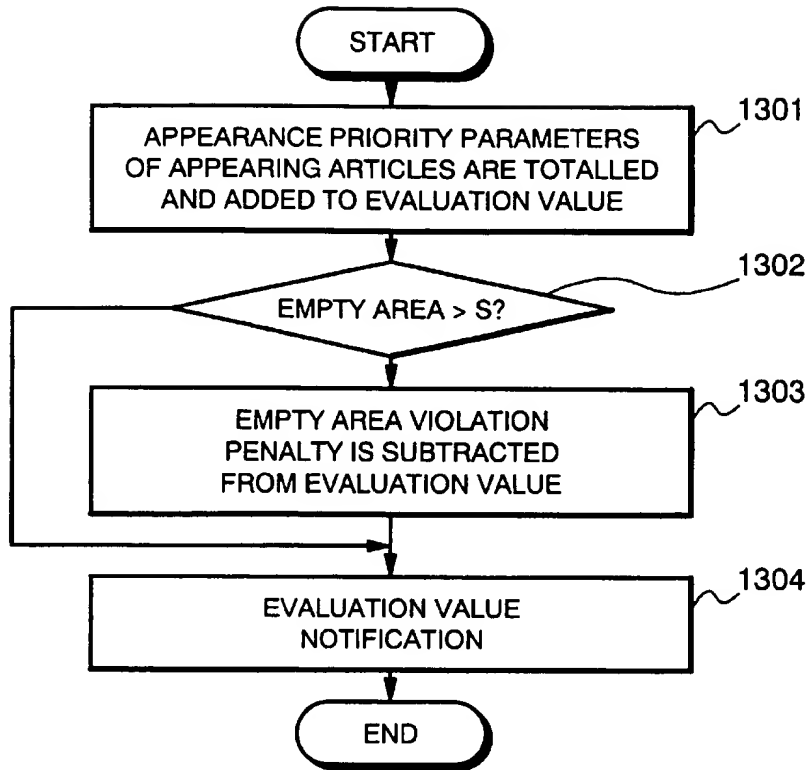 START
1301
APPEARANCE PRIORITY PARAMETERS
OF APPEARING ARTICLES ARE TOTALLED
AND ADDED TO EVALUATION VALUE
1302
EMPTY AREA > S?
1303
EMPTY AREA VIOLATION
PENALTY IS SUBTRACTED
FROM EVALUATION VALUE
1304
EVALUATION VALUE
NOTIFICATION
END